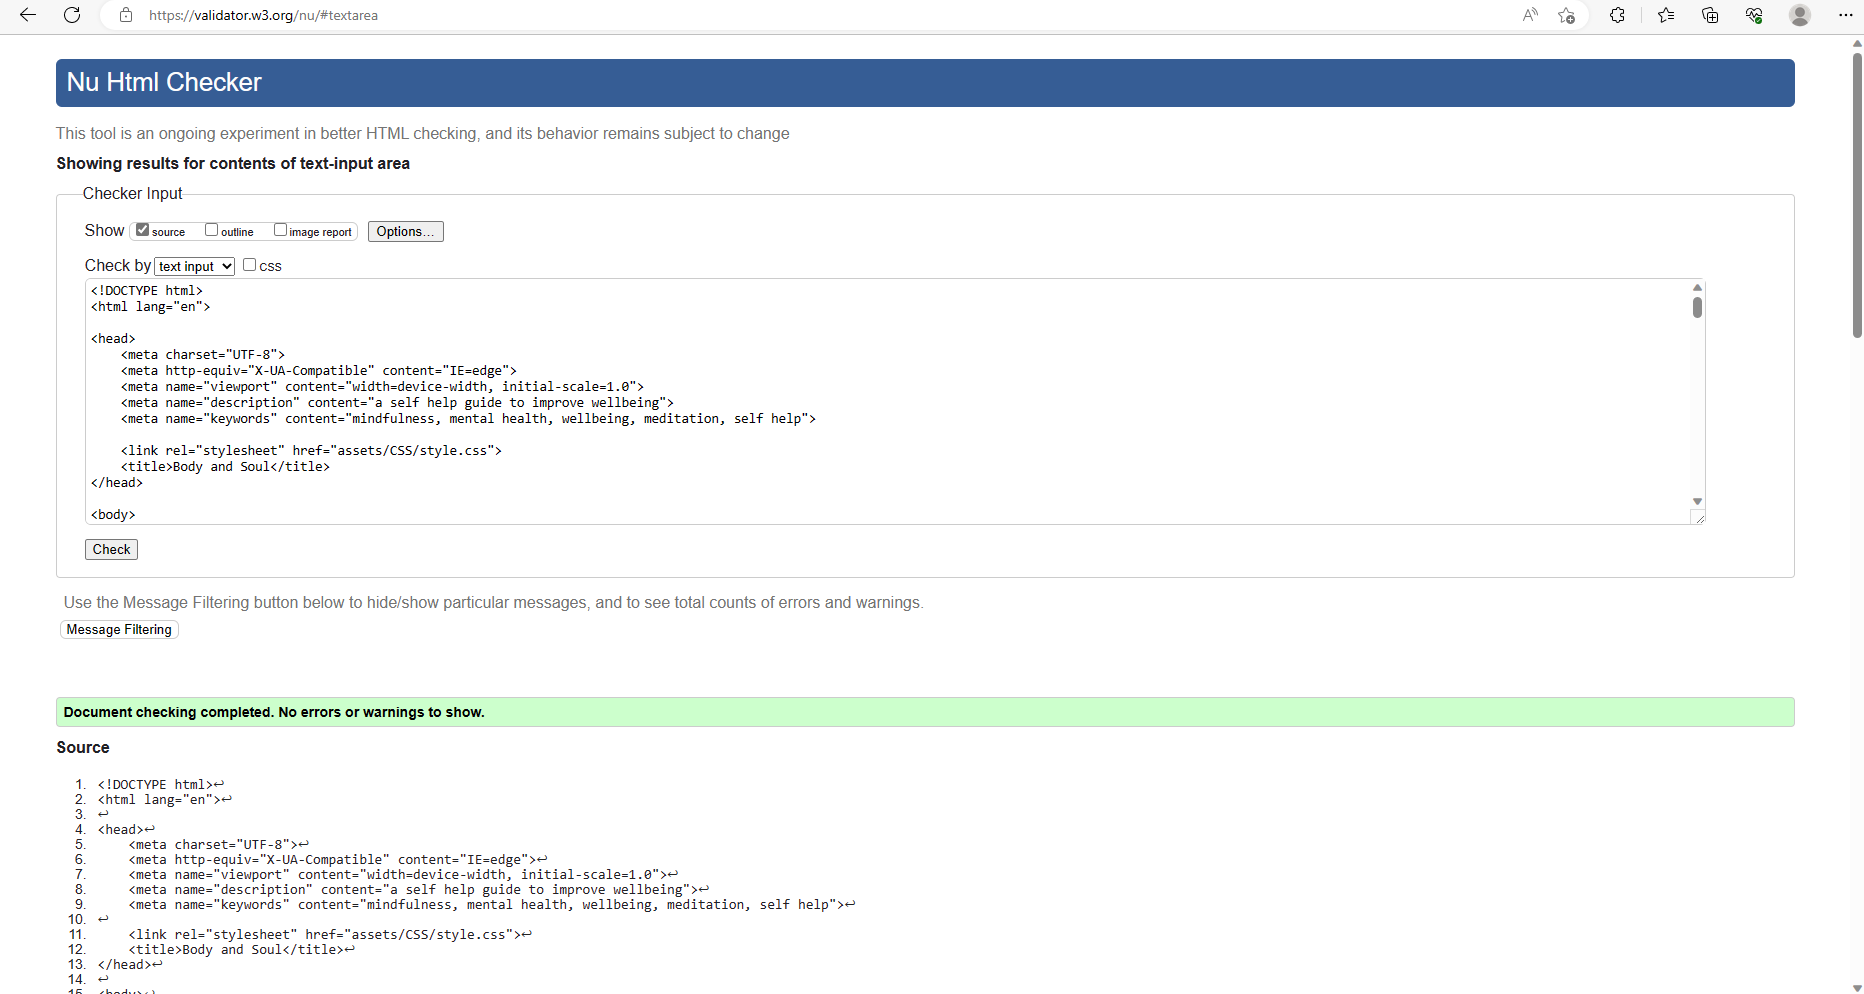 https://validator.w3.org/nu/#textarea
Nu Html Checker
This tool is an ongoing experiment in better HTML checking, and its behavior remains subject to change
Showing results for contents of text-input area
Checker Input
Show source outline image report Options...
Check by text input css
<!DOCTYPE html>
<html lang="en">
<head>
<meta charset="UTF-8">
<meta http-equiv="X-UA-Compatible" content="IE=edge">
<meta name="viewport" content="width=device-width, initial-scale=1.0">
<meta name="description" content="a self help guide to improve wellbeing">
<meta name="keywords" content="mindfulness, mental health, wellbeing, meditation, self help">
<link rel="stylesheet" href="assets/CSS/style.css">
<title>Body and Soul</title>
</head>
<body>
Check
Use the Message Filtering button below to hide/show particular messages, and to see total counts of errors and warnings.
Message Filtering
Document checking completed. No errors or warnings to show.
Source
1. <!DOCTYPE html>↩
2. <html lang="en">↩
3. ↩
4. <head>↩
5. <meta charset="UTF-8">↩
6. <meta http-equiv="X-UA-Compatible" content="IE=edge">↩
7. <meta name="viewport" content="width=device-width, initial-scale=1.0">↩
8. <meta name="description" content="a self help guide to improve wellbeing">↩
9. <meta name="keywords" content="mindfulness, mental health, wellbeing, meditation, self help">↩
10. ↩
11. <link rel="stylesheet" href="assets/CSS/style.css">↩
12. <title>Body and Soul</title>↩
13. </head>↩
14. ↩
15. <body>↩